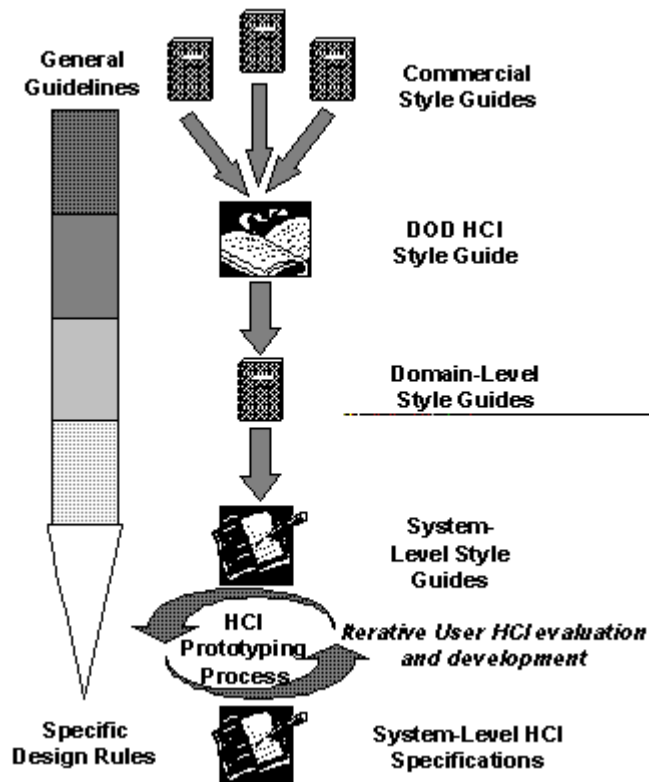 General
Guidelines
Commercial
Style Guides
DOD HCI
Style Guide
Domain-Level
Style Guides
System-
Level Style
Guides
HCI
Prototyping
Process
Iterative User HCI evaluation
and development
Specific
Design Rules
System-Level HCI
Specifications